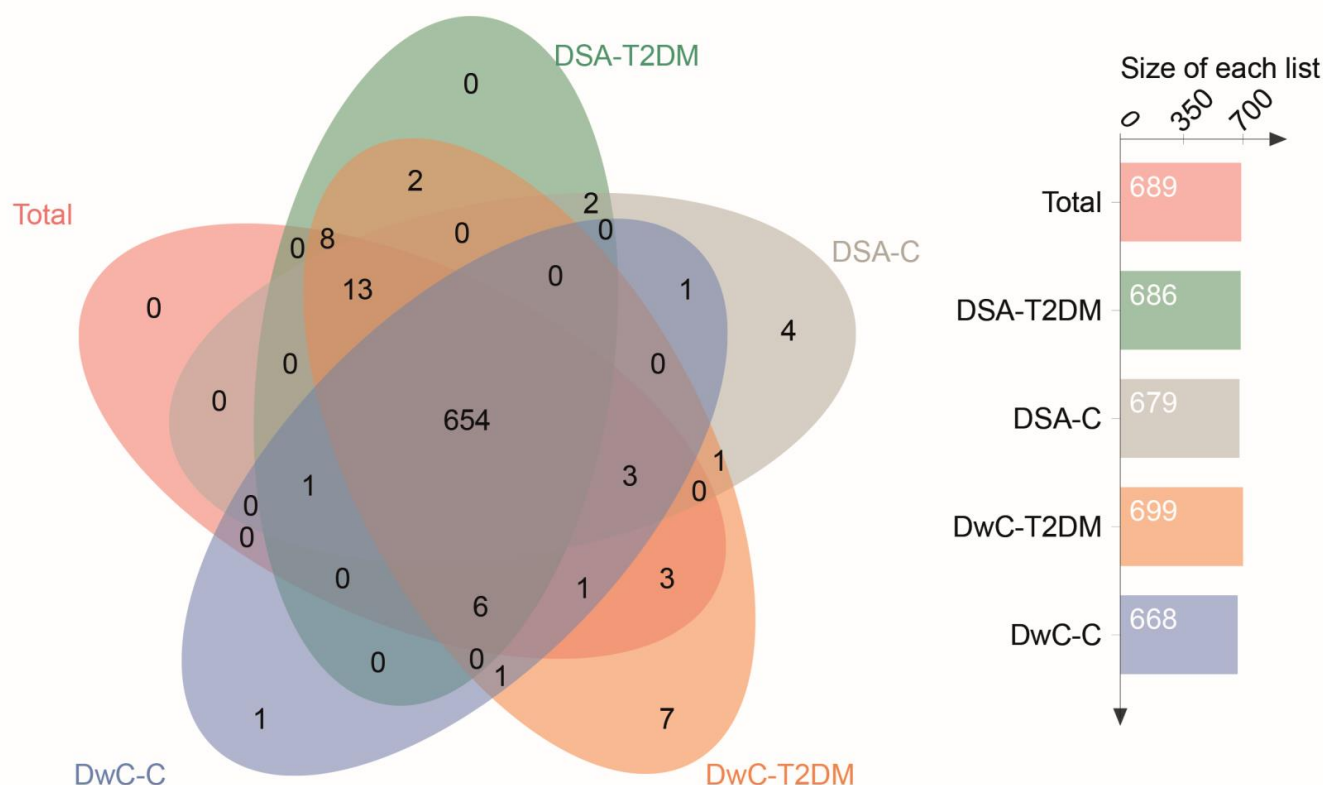 DSA-T2DM
0
2
Total
0 8
0
2
0
DSA-C
13
0
1
0
4
0
0
0
654
1
3
1
0
0
0
0
6
1
3
0
0
1
1
7
DwC-C
DwC-T2DM
Size of each list
0 350 700
Total 689
DSA-T2DM 686
DSA-C 679
DwC-T2DM 699
DwC-C 668